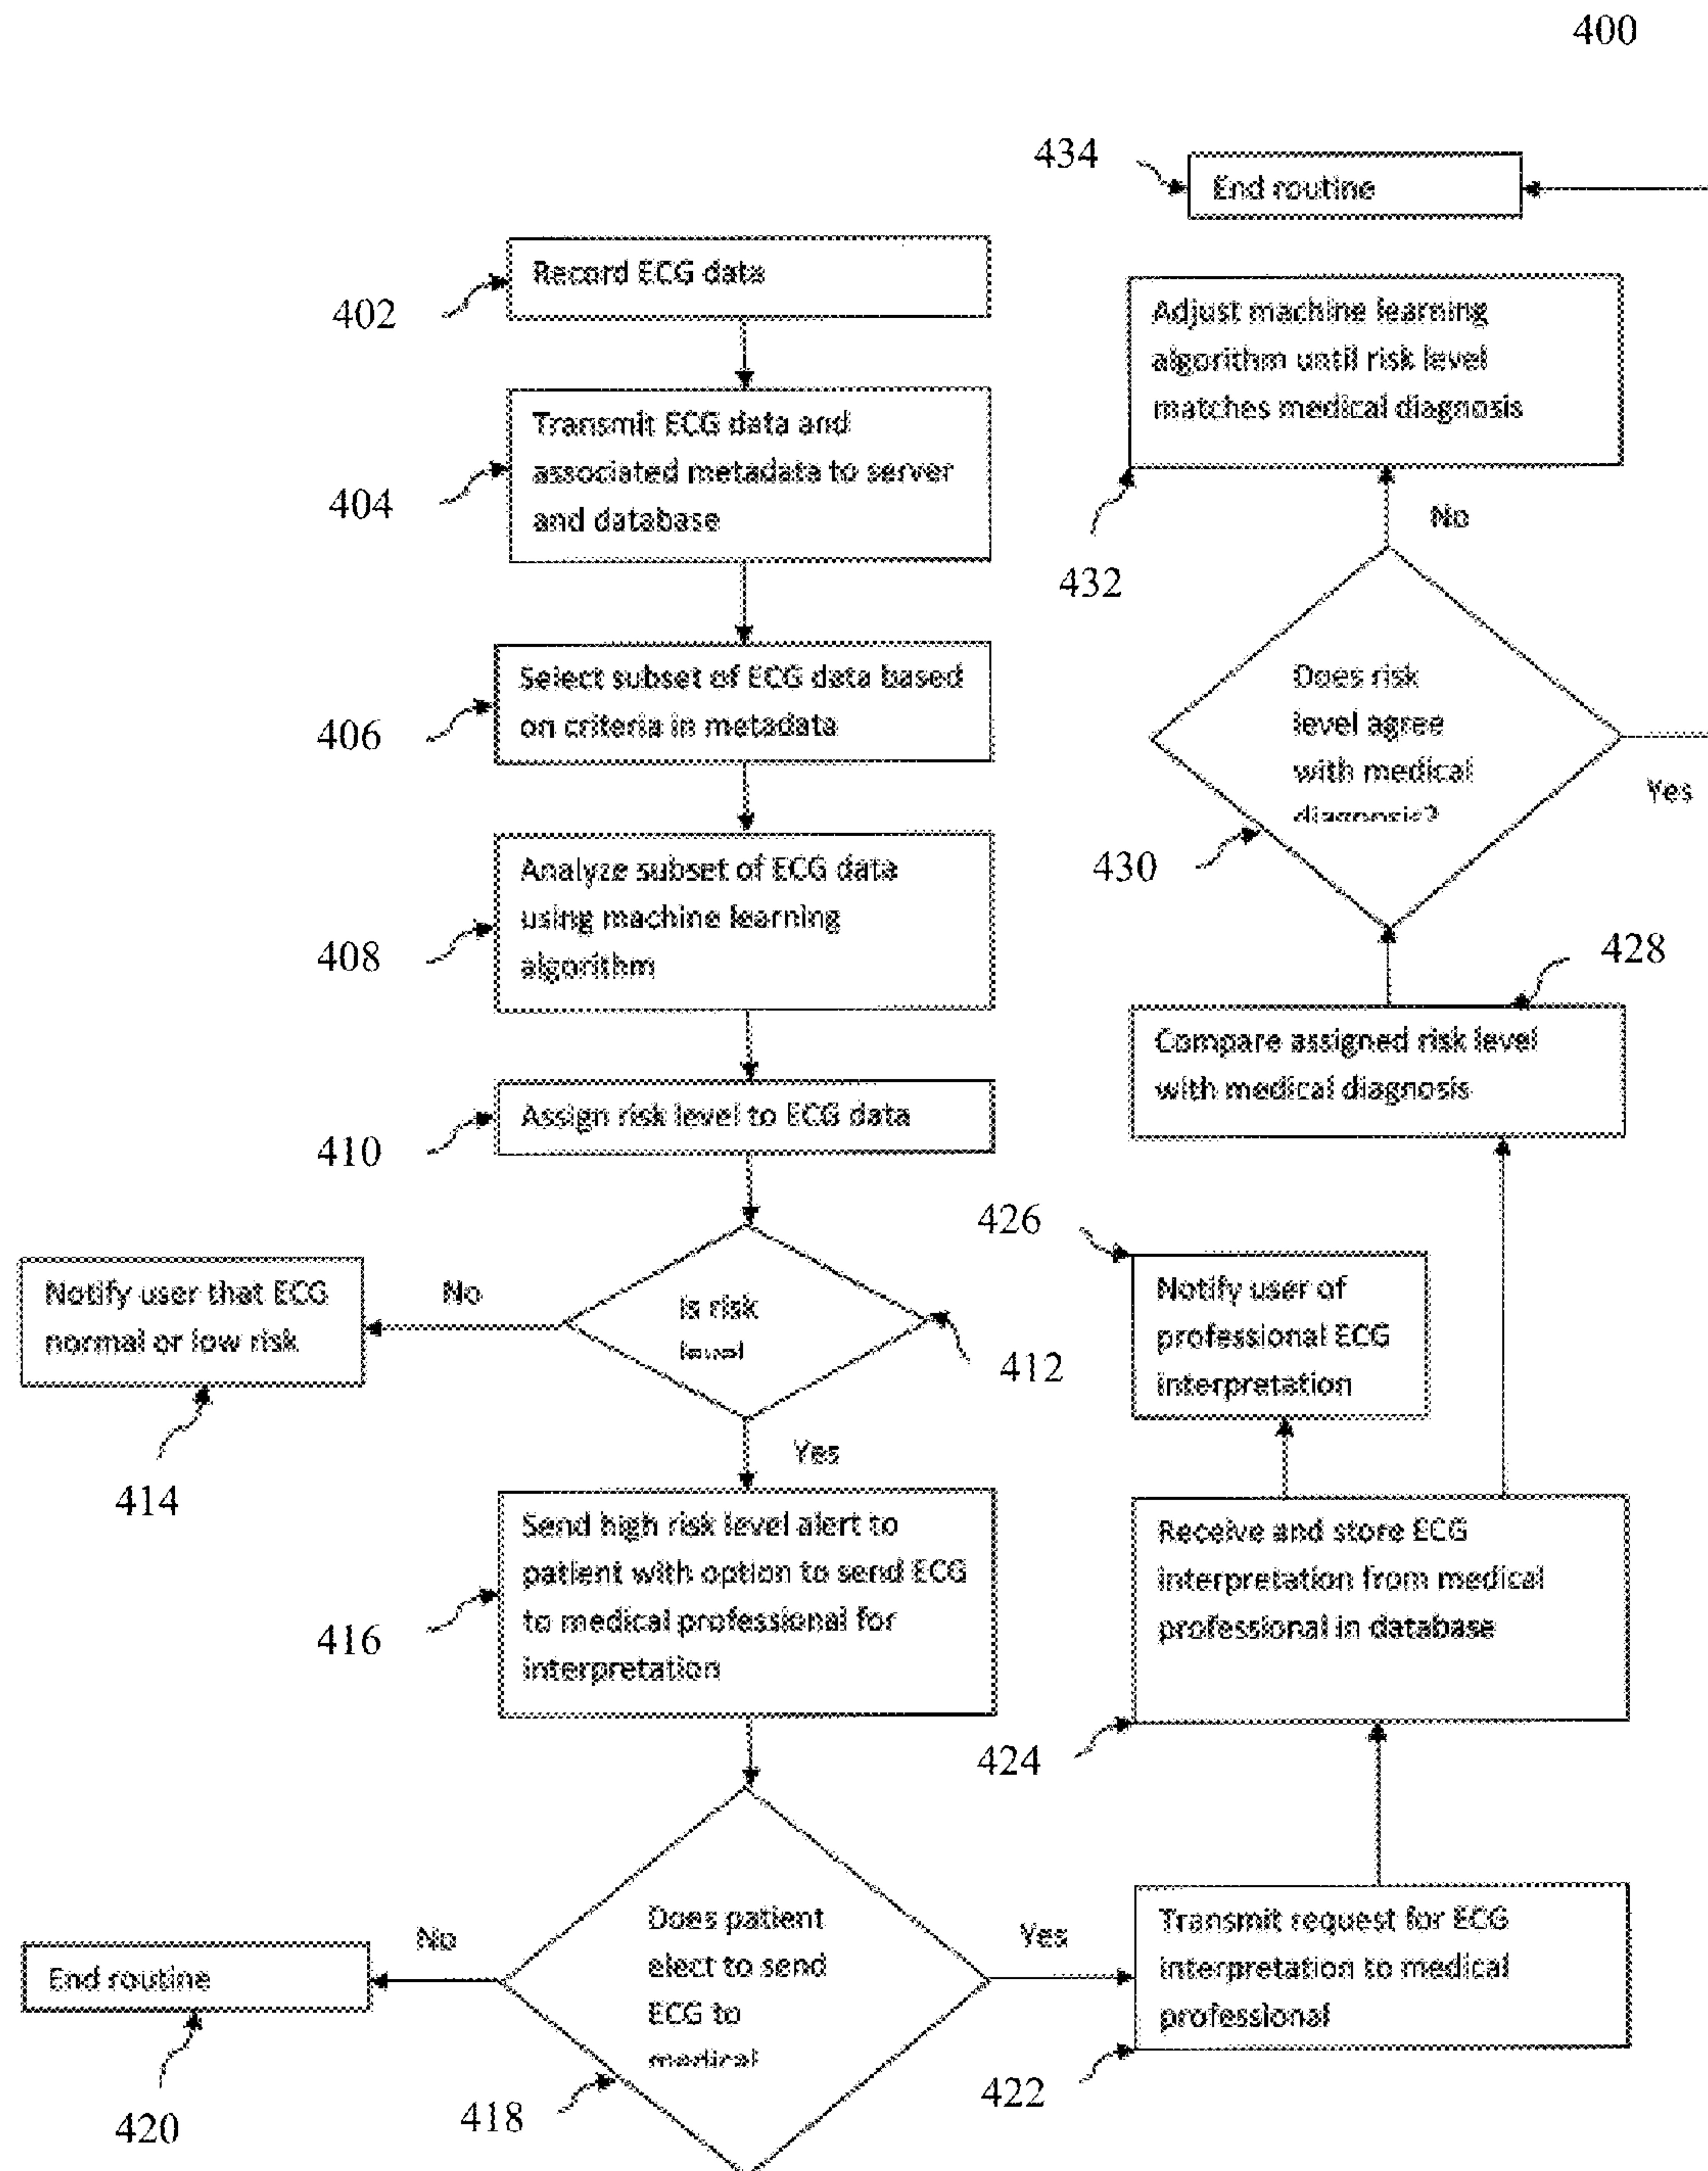 400
402
Record ECG data
404
Transmit ECG data and
associated metadata to server
and database
406
Select subset of ECG data based
on criteria in metadata
408
Analyze subset of ECG data
using machine learning
algorithm
410
Assign risk level to ECG data
412
Is risk
level
No
Notify user that ECG
normal or low risk
414
Yes
416
Send high risk level alert to
patient with option to send ECG
to medical professional for
interpretation
418
Does patient
elect to send
ECG to
medical
No
End routine
420
Yes
422
Transmit request for ECG
interpretation to medical
professional
424
Receive and store ECG
interpretation from medical
professional in database
426
Notify user of
professional ECG
interpretation
428
Compare assigned risk level
with medical diagnosis
430
Does risk
level agree
with medical
diagnosis?
No
432
Adjust machine learning
algorithm until risk level
matches medical diagnosis
Yes
434
End routine